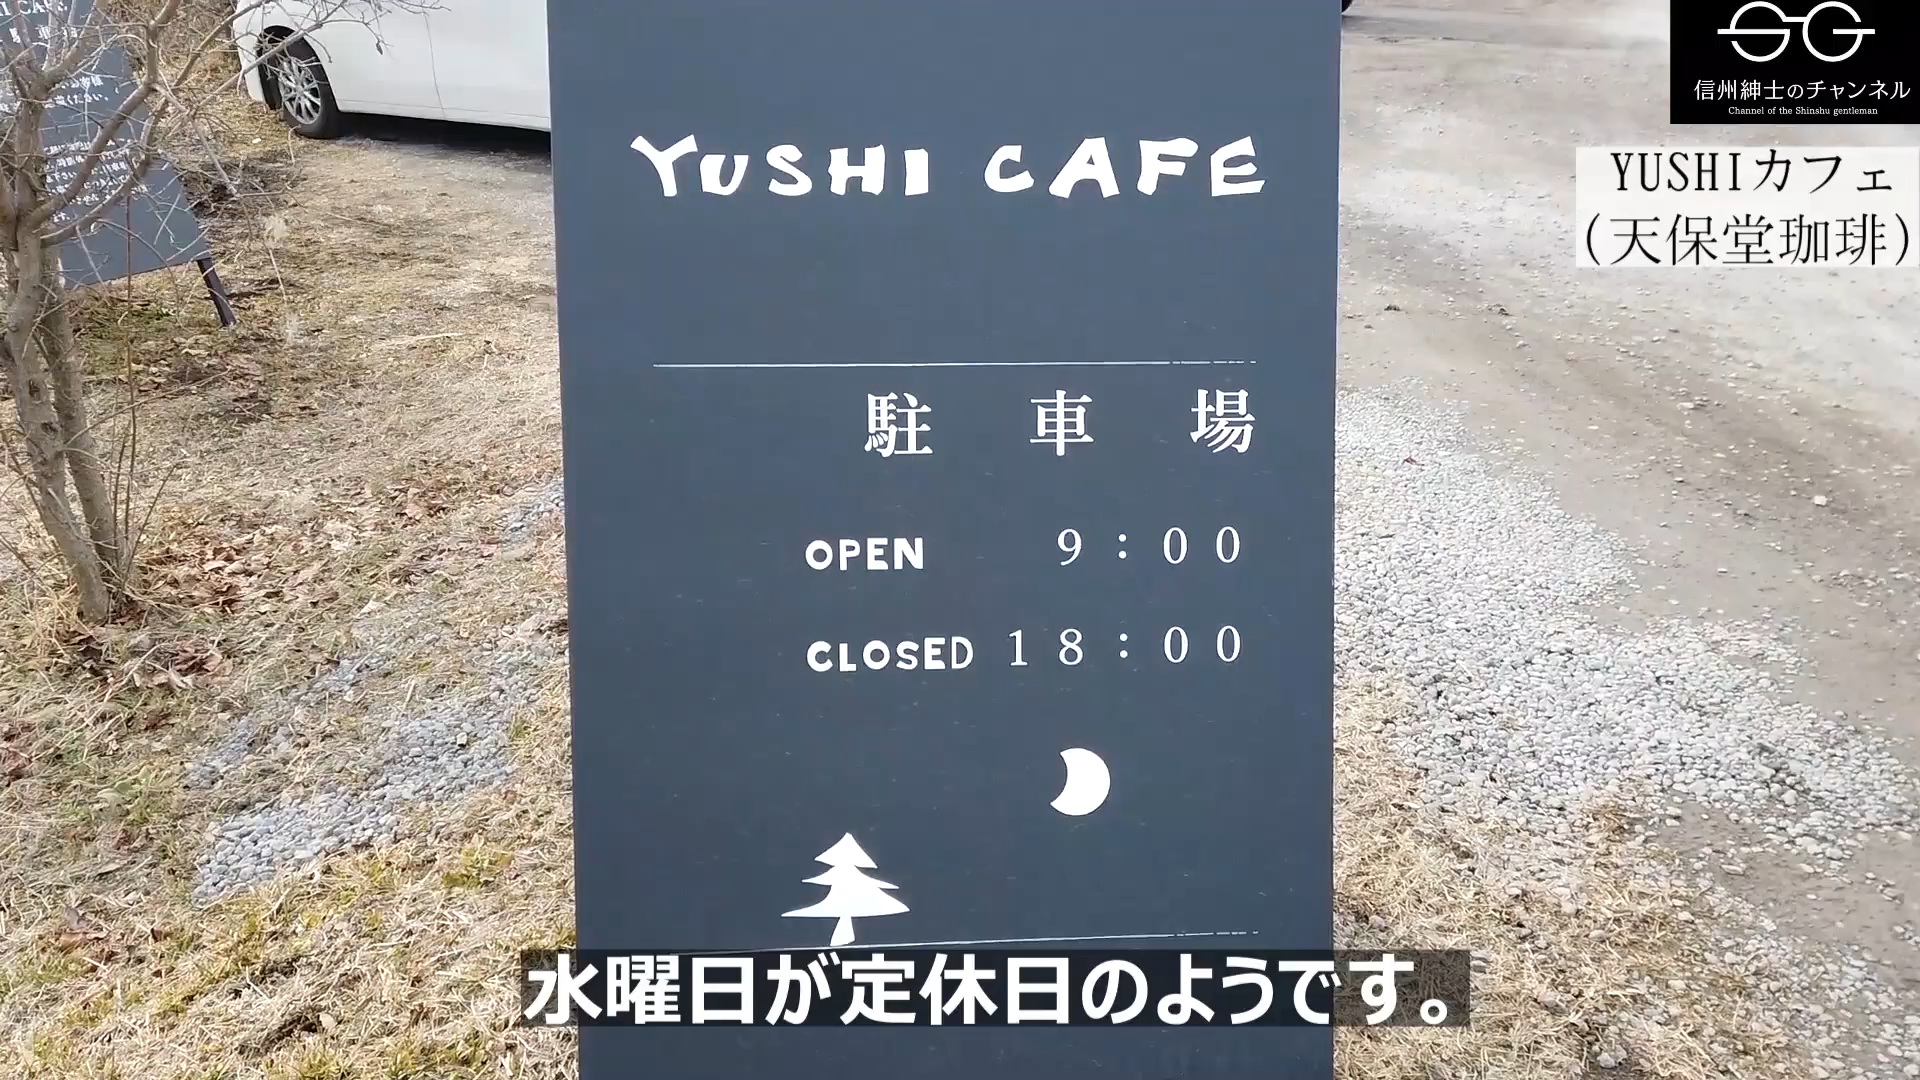 YUSHI CAFE
駐車場
OPEN 9:00
CLOSED 18:00
SG
信州紳士のチャンネル
Channel of the Shinshu gentleman
YUSHIカフェ
(天保堂珈琲)
水曜日が定休日のようです。